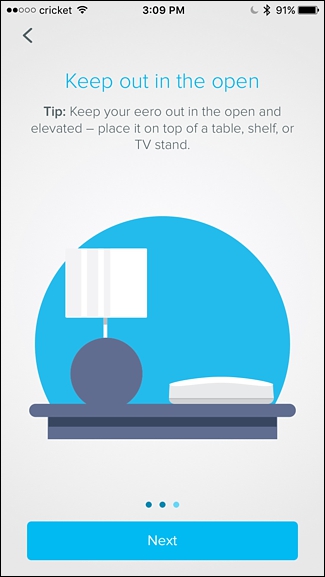 cricket 3:09 PM 91%
Keep out in the open
Tip: Keep your eero out in the open and
elevated – place it on top of a table, shelf, or
TV stand.
Next